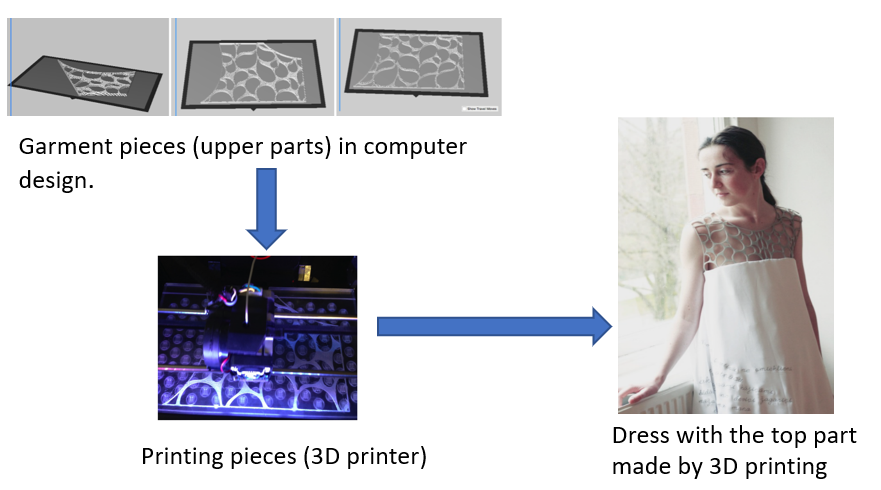 Garment pieces (upper parts) in computer
design.
Printing pieces (3D printer)
Dress with the top part
made by 3D printing